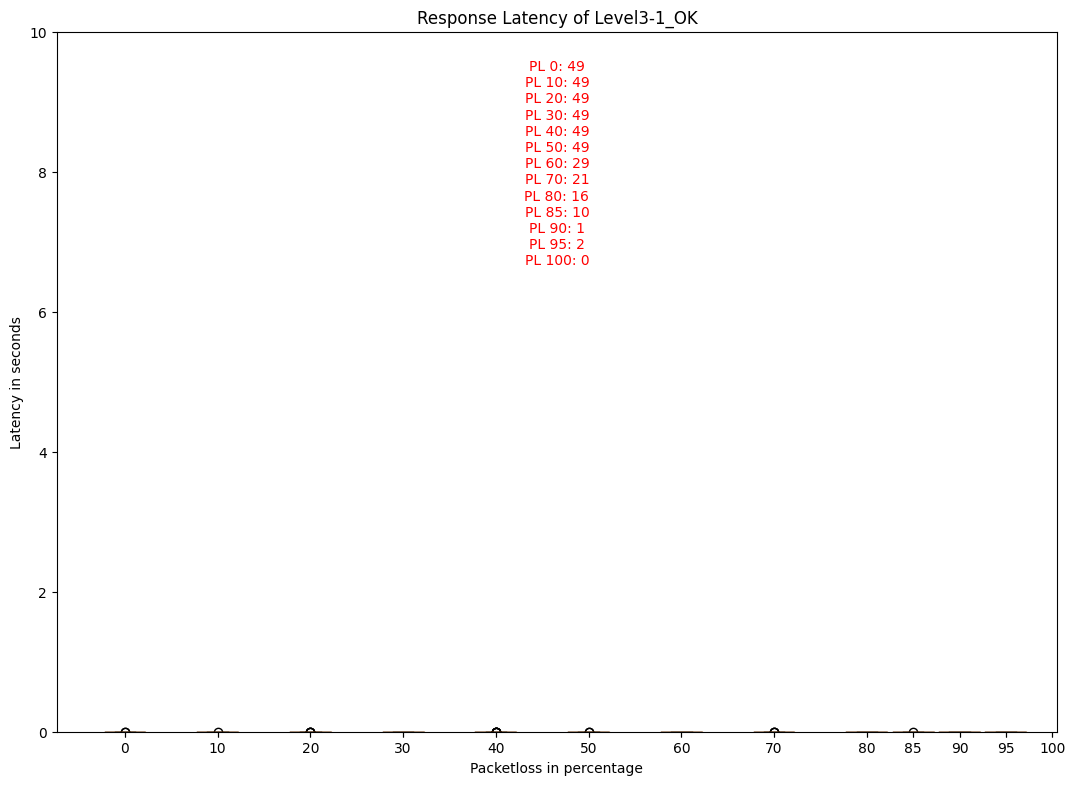 Response Latency of Level3-1_OK
10
8
6
4
2
0
Latency in seconds
PL 0: 49
PL 10: 49
PL 20: 49
PL 30: 49
PL 40: 49
PL 50: 49
PL 60: 29
PL 70: 21
PL 80: 16
PL 85: 10
PL 90: 1
PL 95: 2
PL 100: 0
0 10 20 30 40 50 60 70 80 85 90 95 100
Packetloss in percentage